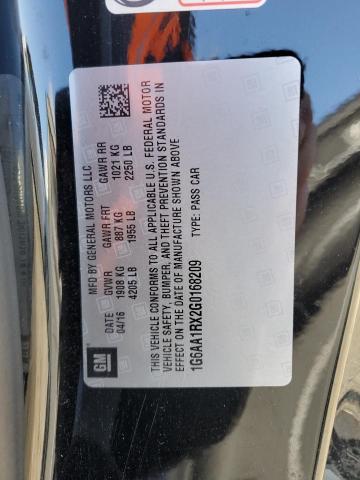 MFD BY GENERAL MOTORS LLC
DATE GVWR GAWR FRT GAWR RR
04/16 1908 KG 887 KG 1021 KG
4205 LB 1955 LB 2250 LB
THIS VEHICLE CONFORMS TO ALL APPLICABLE U.S. FEDERAL MOTOR
VEHICLE SAFETY, BUMPER, AND THEFT PREVENTION STANDARDS IN
EFFECT ON THE DATE OF MANUFACTURE SHOWN ABOVE
1G6AA1RX2G0168209 TYPE: PASS CAR
GM